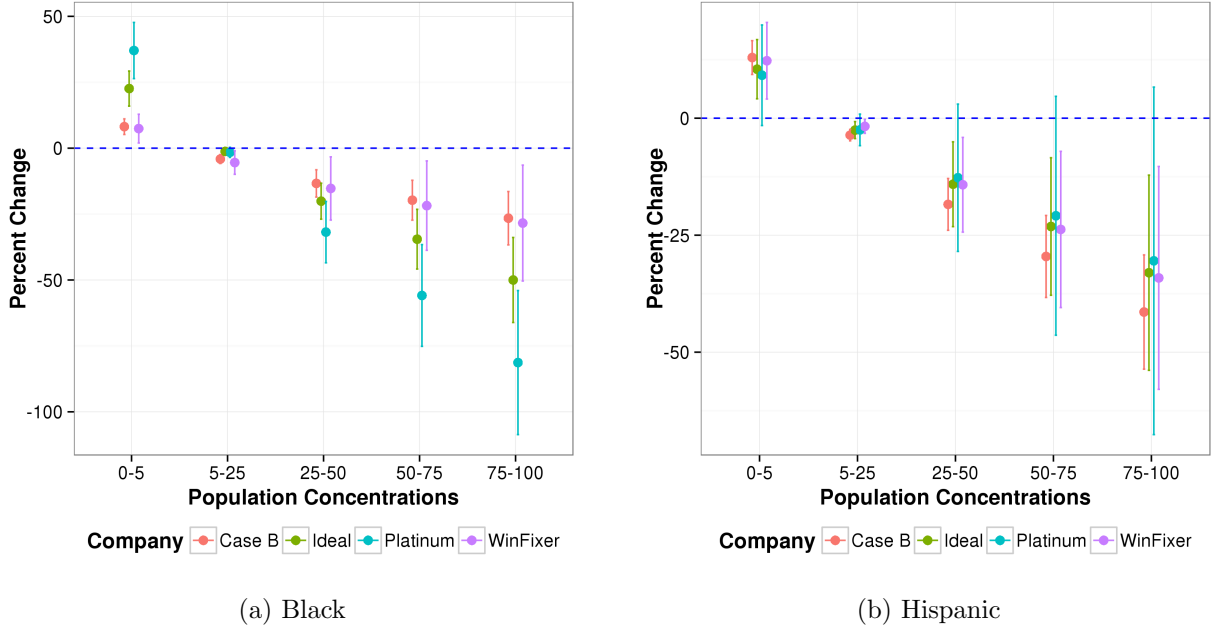 50
0
-50
-100
Percent Change
0-5 5-25 25-50 50-75 75-100
Population Concentrations
Company Case B Ideal Platinum WinFixer
(a) Black
0
-25
-50
Percent Change
0-5 5-25 25-50 50-75 75-100
Population Concentrations
Company Case B Ideal Platinum WinFixer
(b) Hispanic